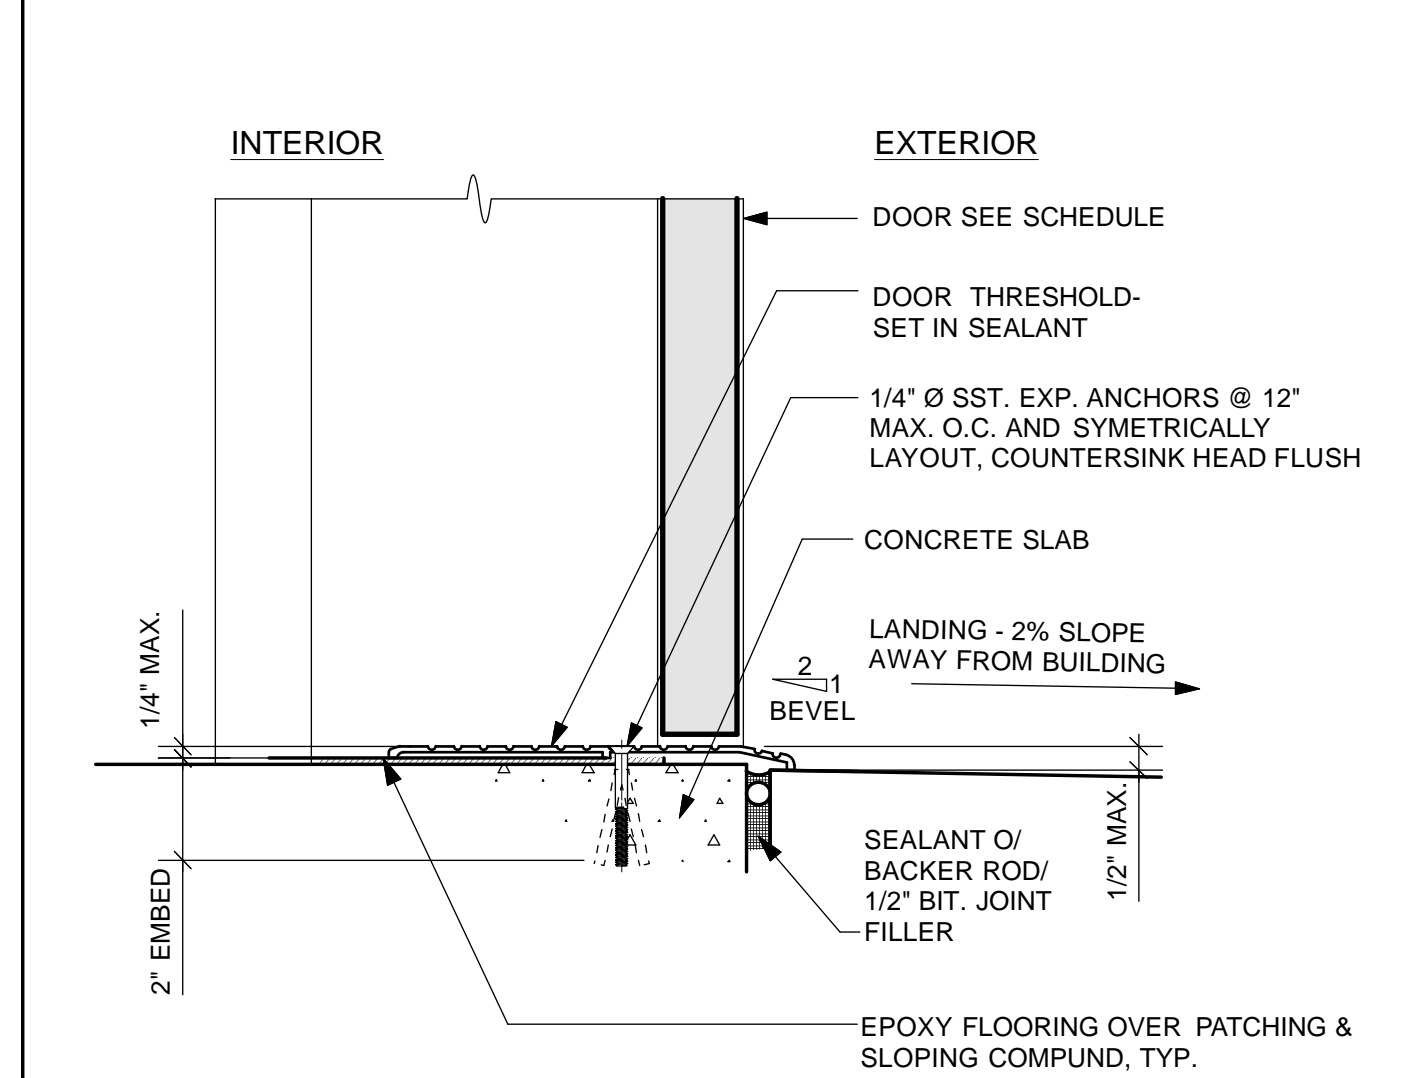 INTERIOR
EXTERIOR
DOOR SEE SCHEDULE
DOOR THRESHOLD-
SET IN SEALANT
1/4" Ø SST. EXP. ANCHORS @ 12"
MAX. O.C. AND SYMETRICALLY
LAYOUT, COUNTERSINK HEAD FLUSH
CONCRETE SLAB
LANDING - 2% SLOPE
AWAY FROM BUILDING
2
1
BEVEL
1/4" MAX.
2" EMBED
1/2" MAX.
SEALANT O/
BACKER ROD/
1/2" BIT. JOINT
FILLER
EPOXY FLOORING OVER PATCHING &
SLOPING COMPUND, TYP.